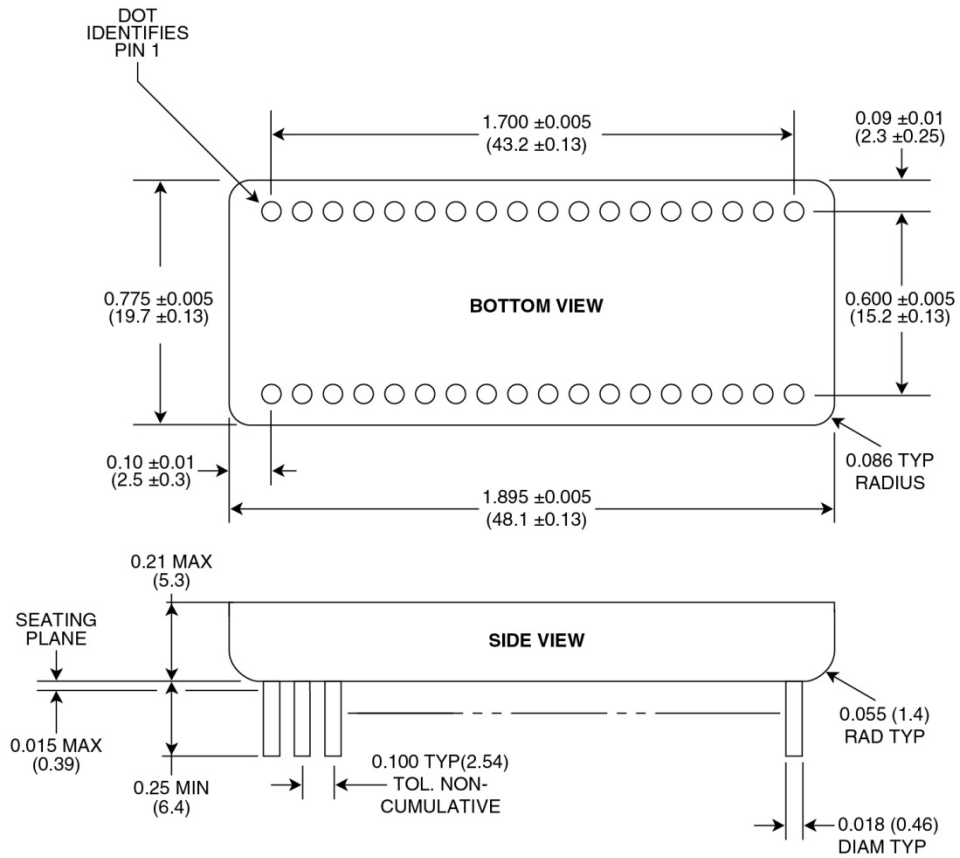 DOT
IDENTIFIES
PIN 1
1.700 ±0.005
(43.2 ±0.13)
0.09 ±0.01
(2.3 ±0.25)
0.775 ±0.005
(19.7 ±0.13)
BOTTOM VIEW
0.600 ±0.005
(15.2 ±0.13)
0.10 ±0.01
(2.5 ±0.3)
0.086 TYP
RADIUS
1.895 ±0.005
(48.1 ±0.13)
0.21 MAX
(5.3)
SEATING
PLANE
SIDE VIEW
0.015 MAX
(0.39)
0.25 MIN
(6.4)
0.100 TYP(2.54)
TOL. NON-
CUMULATIVE
0.055 (1.4)
RAD TYP
0.018 (0.46)
DIAM TYP